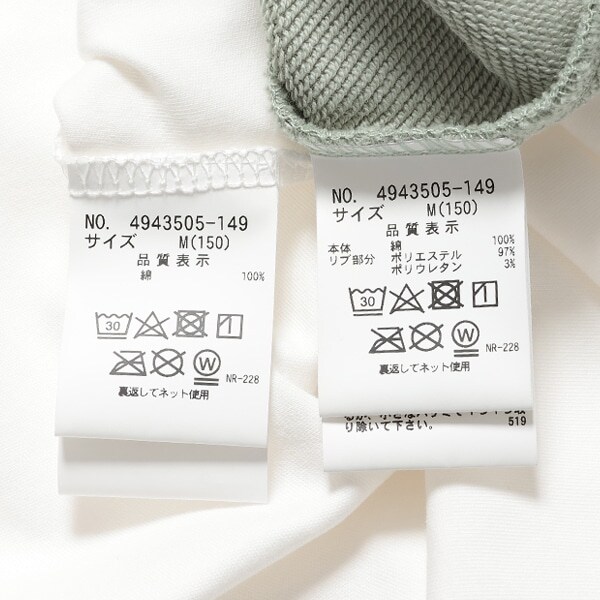 NO. 4943505-149
サイズ M(150)
品質表示
綿 100%
30
W
NR-228
裏返してネット使用
NO. 4943505-149
サイズ M(150)
品質表示
本体 綿 100%
リブ部分 ポリエステル 97%
ポリウレタン 3%
30
W
NR-228
裏返してネット使用
り除いて下さい。
519